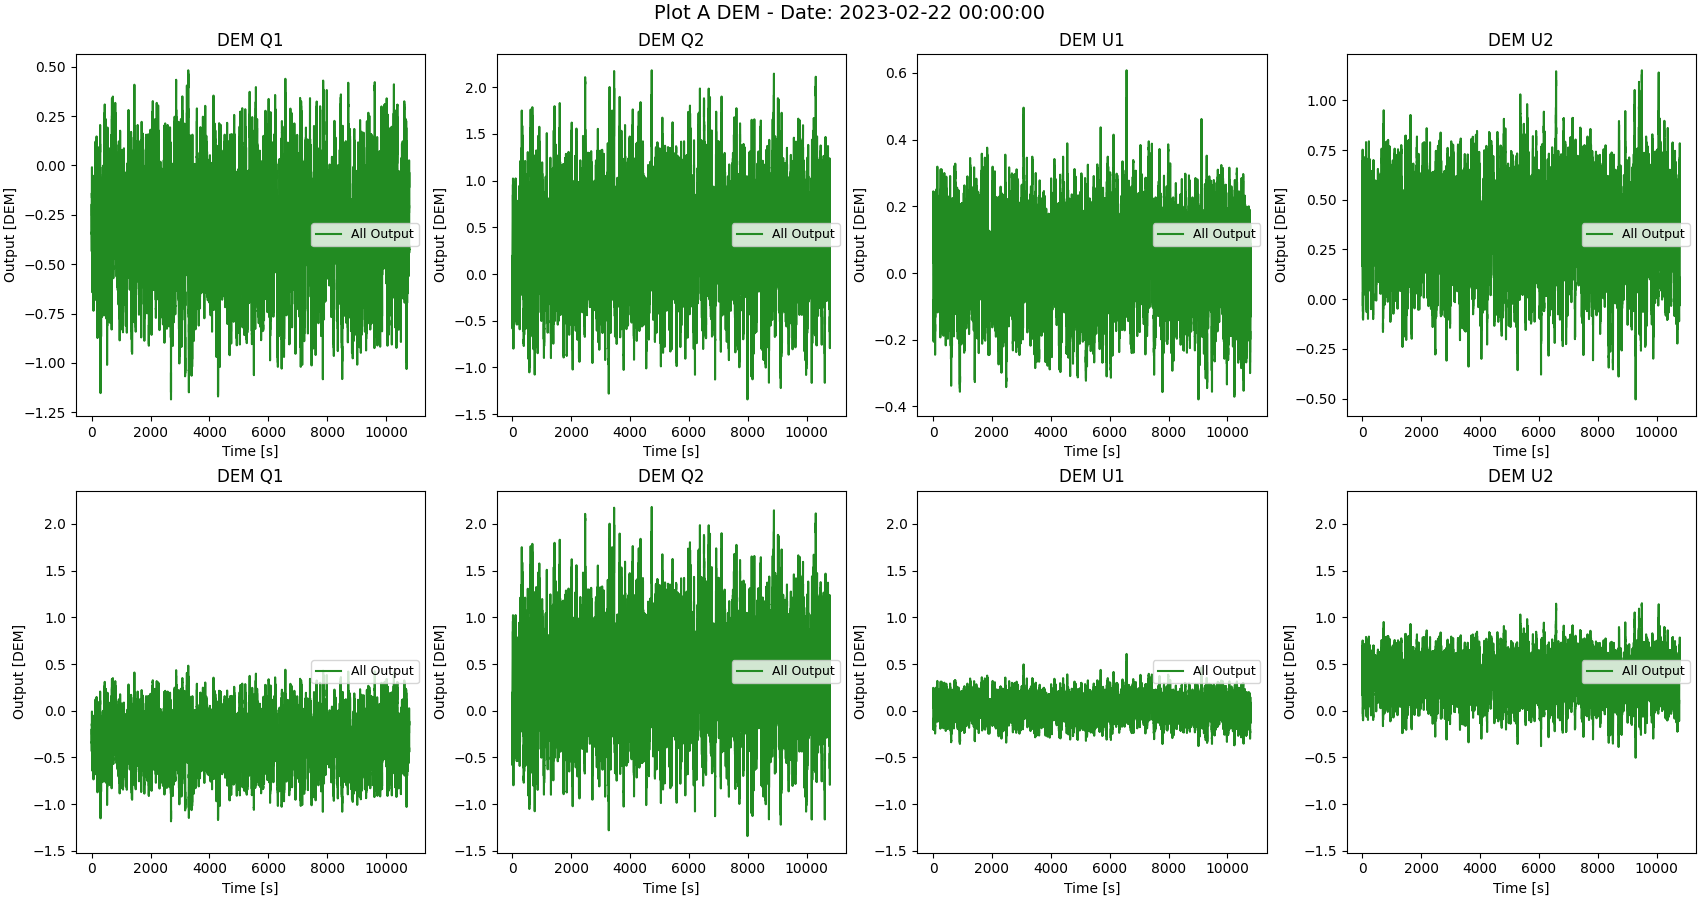 Plot A DEM - Date: 2023-02-22 00:00:00
DEM Q1
Output [DEM]
0.50
0.25
0.00
−0.25
−0.50
−0.75
−1.00
−1.25
All Output
0 2000 4000 6000 8000 10000
Time [s]
DEM Q2
Output [DEM]
2.0
1.5
1.0
0.5
0.0
−0.5
−1.0
−1.5
All Output
0 2000 4000 6000 8000 10000
Time [s]
DEM U1
Output [DEM]
0.6
0.4
0.2
0.0
−0.2
−0.4
All Output
0 2000 4000 6000 8000 10000
Time [s]
DEM U2
Output [DEM]
1.00
0.75
0.50
0.25
0.00
−0.25
−0.50
All Output
0 2000 4000 6000 8000 10000
Time [s]
DEM Q1
Output [DEM]
2.0
1.5
1.0
0.5
0.0
−0.5
−1.0
−1.5
All Output
0 2000 4000 6000 8000 10000
Time [s]
DEM Q2
Output [DEM]
2.0
1.5
1.0
0.5
0.0
−0.5
−1.0
−1.5
All Output
0 2000 4000 6000 8000 10000
Time [s]
DEM U1
Output [DEM]
2.0
1.5
1.0
0.5
0.0
−0.5
−1.0
−1.5
All Output
0 2000 4000 6000 8000 10000
Time [s]
DEM U2
Output [DEM]
2.0
1.5
1.0
0.5
0.0
−0.5
−1.0
−1.5
All Output
0 2000 4000 6000 8000 10000
Time [s]